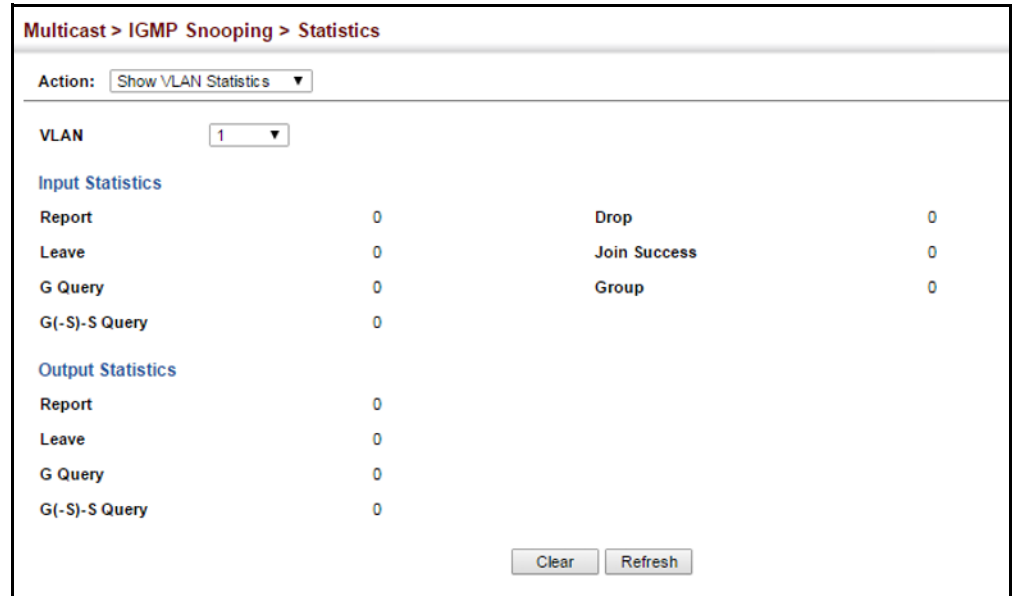 Multicast > IGMP Snooping > Statistics
Action: Show VLAN Statistics
VLAN 1
Input Statistics
Report 0 Drop 0
Leave 0 Join Success 0
G Query 0 Group 0
G(-S)-S Query 0
Output Statistics
Report 0
Leave 0
G Query 0
G(-S)-S Query 0
Clear Refresh